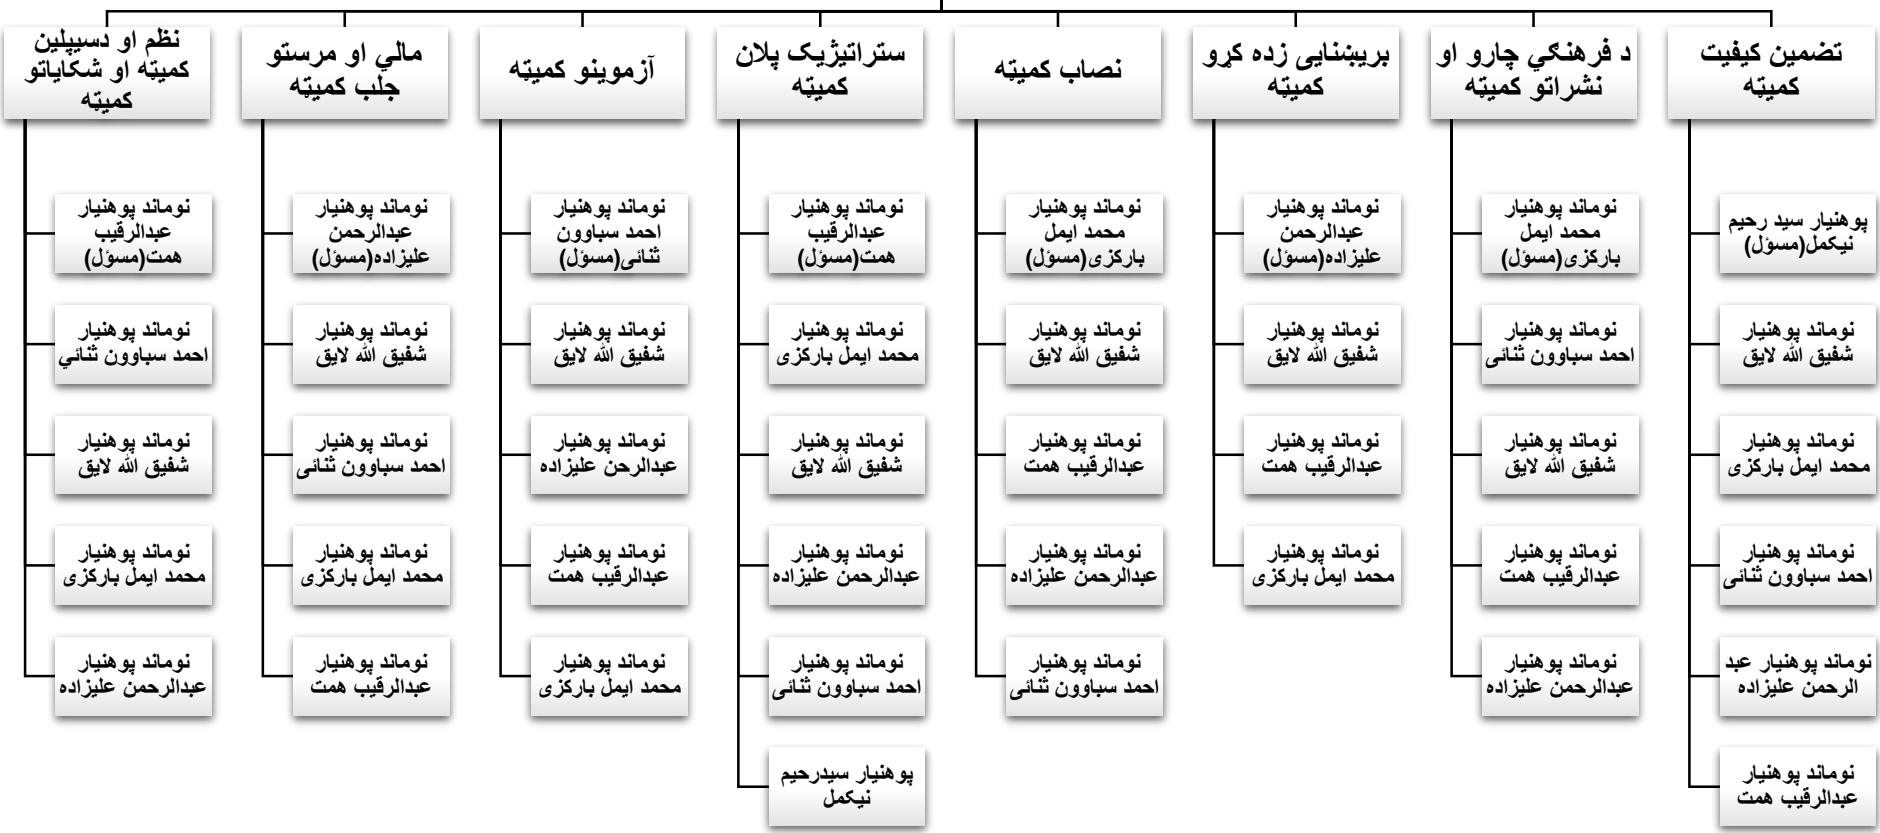 تضمین کیفیت
کمیټه
پوهنیار سید رحیم
نیکمل(مسؤل)
نوماند پوهنیار
شفیق الله لایق
نوماند پوهنیار
محمد ایمل بارکزی
نوماند پوهنیار
احمد سباوون ثنائی
نوماند پوهنیار عبد
الرحمن علیزاده
نوماند پوهنیار
عبدالرقیب همت
د فرهنګي چارو او
نشراتو کمیټه
نوماند پوهنیار
محمد ایمل
بارکزی(مسؤل)
نوماند پوهنیار
احمد سباوون ثنائی
نوماند پوهنیار
شفیق الله لایق
نوماند پوهنیار
عبدالرقیب همت
نوماند پوهنیار
عبدالرحمن علیزاده
بریښنایی زده کړو
کمیټه
نوماند پوهنیار
عبدالرحمن
علیزاده(مسؤل)
نوماند پوهنیار
شفیق الله لایق
نوماند پوهنیار
عبدالرقیب همت
نوماند پوهنیار
محمد ایمل بارکزی
نصاب کمیټه
نوماند پوهنیار
محمد ایمل
بارکزی(مسؤل)
نوماند پوهنیار
شفیق الله لایق
نوماند پوهنیار
عبدالرقیب همت
نوماند پوهنیار
عبدالرحمن علیزاده
نوماند پوهنیار
احمد سباوون ثنائی
ستراتیژیک پلان
کمیټه
نوماند پوهنیار
عبدالرقیب
همت(مسؤل)
نوماند پوهنیار
محمد ایمل بارکزی
نوماند پوهنیار
شفیق الله لایق
نوماند پوهنیار
عبدالرحمن علیزاده
نوماند پوهنیار
احمد سباوون ثنائی
پوهنیار سیدرحیم
نیکمل
آزموینو کمیټه
نوماند پوهنیار
احمد سباوون
ثنائی(مسؤل)
نوماند پوهنیار
شفیق الله لایق
نوماند پوهنیار
عبدالرحن علیزاده
نوماند پوهنیار
عبدالرقیب همت
نوماند پوهنیار
محمد ایمل بارکزی
مالي او مرستو
جلب کمیټه
نوماند پوهنیار
عبدالرحمن
علیزاده(مسؤل)
نوماند پوهنیار
شفیق الله لایق
نوماند پوهنیار
احمد سباوون ثنائی
نوماند پوهنیار
محمد ایمل بارکزی
نوماند پوهنیار
عبدالرقیب همت
نظم او دسیپلین
کمیټه او شکایاتو
کمیټه
نوماند پوهنیار
عبدالرقیب
همت(مسؤل)
نوماند پوهنیار
احمد سباوون ثنائي
نوماند پوهنیار
شفیق الله لایق
نوماند پوهنیار
محمد ایمل بارکزی
نوماند پوهنیار
عبدالرحمن علیزاده